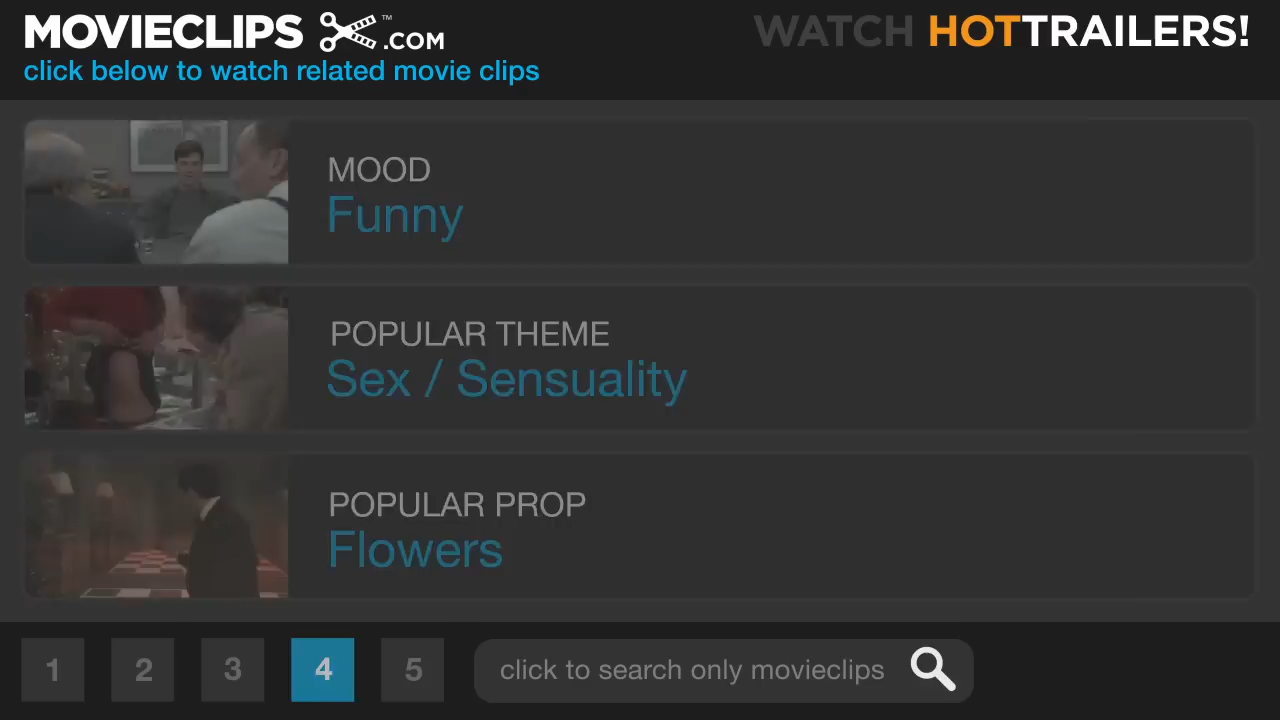 MOVIECLIPS ™ .COM
WATCH HOTTRAILERS!
click below to watch related movie clips
MOOD
Funny
POPULAR THEME
Sex / Sensuality
POPULAR PROP
Flowers
1 2 3 4 5 click to search only movieclips